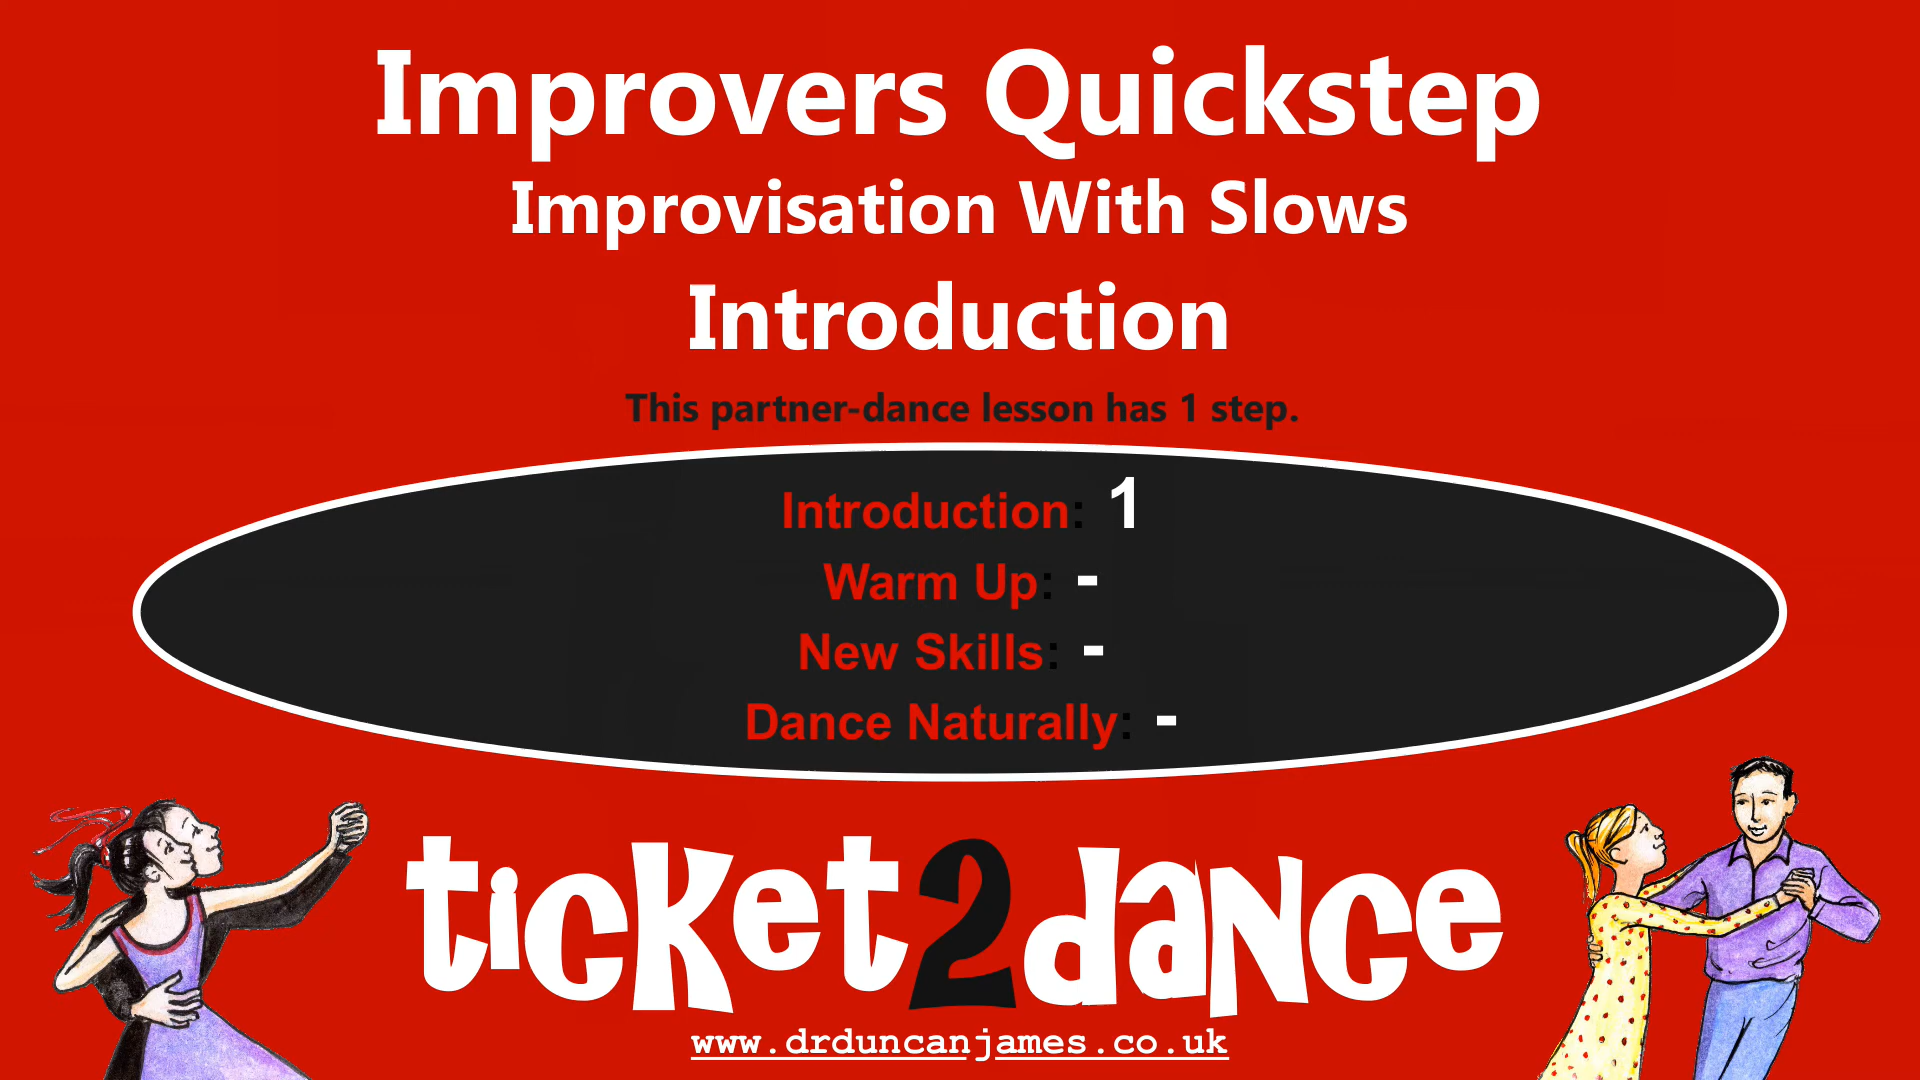 Improvers Quickstep
Improvisation With Slows
Introduction
This partner-dance lesson has 1 step.
Introduction: 1
Warm Up: -
New Skills: -
Dance Naturally: -
ticket2dance
www.drduncanjames.co.uk